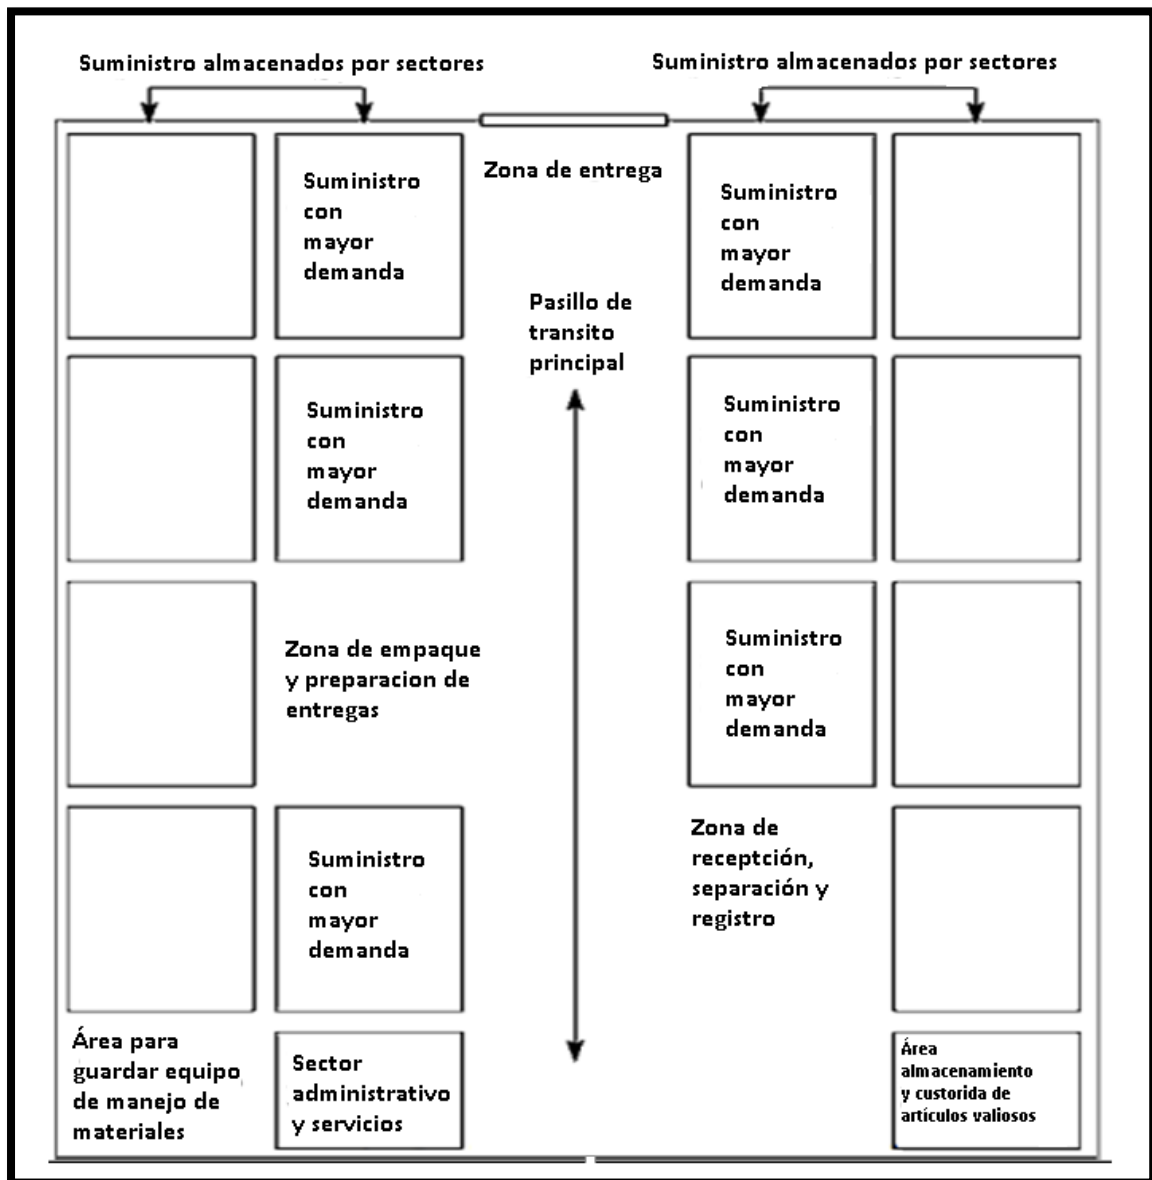 Suministro almacenados por sectores
Suministro almacenados por sectores
Zona de entrega
Suministro
con
mayor
demanda
Suministro
con
mayor
demanda
Pasillo de
transito
principal
Suministro
con
mayor
demanda
Suministro
con
mayor
demanda
Zona de empaque
y preparacion de
entregas
Suministro
con
mayor
demanda
Suministro
con
mayor
demanda
Zona de
receptción,
separación y
registro
Área para
guardar equipo
de manejo de
materiales
Sector
administrativo
y servicios
Área
almacenamiento
y custorida de
artículos valiosos